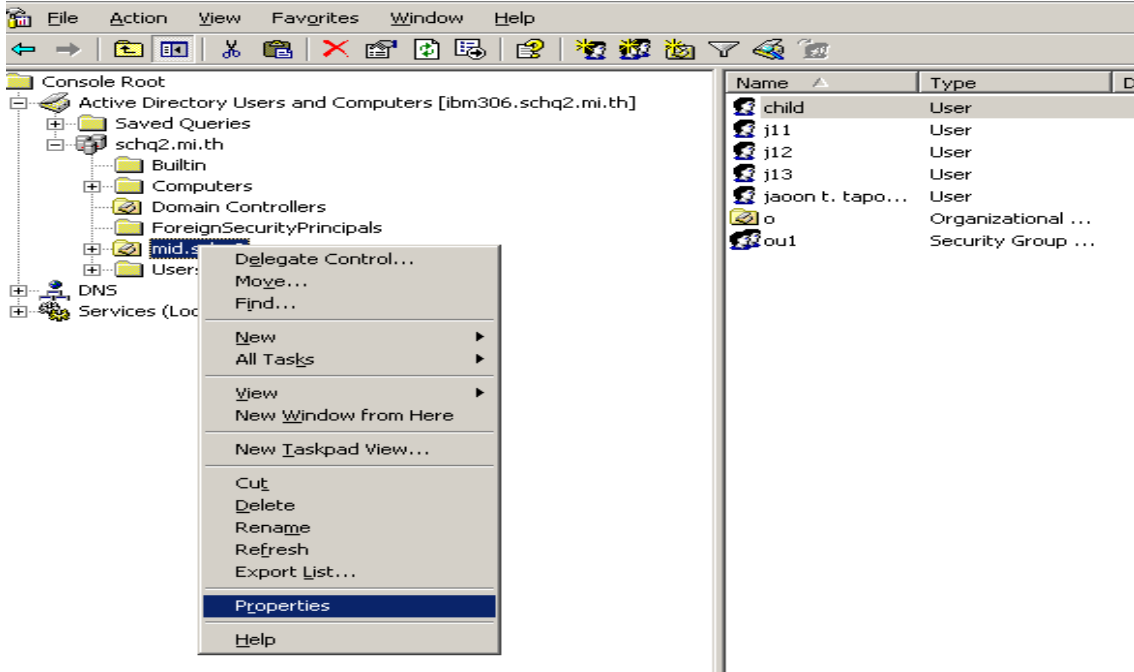 File Action View Favorites Window Help
Console Root
Active Directory Users and Computers [ibm306.schq2.mi.th]
Saved Queries
schq2.mi.th
Builtin
Computers
Domain Controllers
ForeignSecurityPrincipals
Users
DNS
Services (Loc
Delegate Control...
Move...
Find...
New
All Tasks
View
New Window from Here
New Taskpad View...
Cut
Delete
Rename
Refresh
Export List...
Properties
Help
Name Type D
child User
j11 User
j12 User
j13 User
jaoon t. tapo... User
o Organizational ...
ou1 Security Group ...